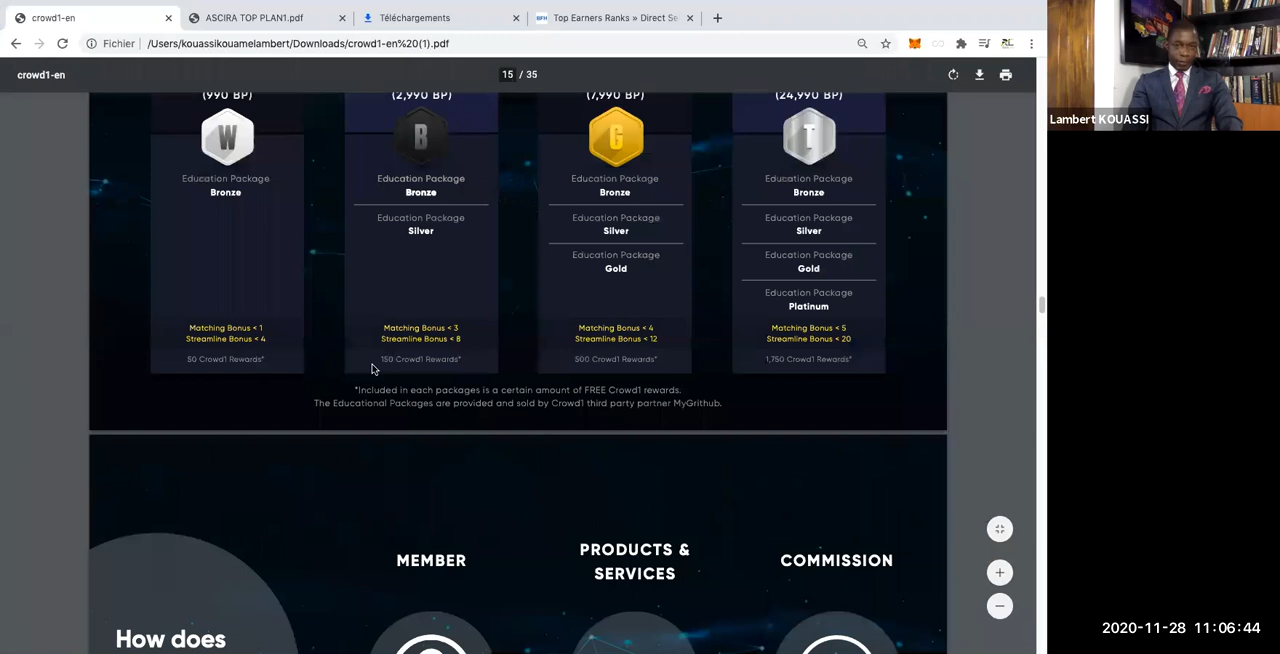 crowd1-en
ASCIRA TOP PLAN1.pdf
Téléchargements
BFH
Top Earners Ranks » Direct Se
Fichier
/Users/kouassikouamelambert/Downloads/crowd1-en%20(1).pdf
crowd1-en
15 / 35
(990 BP)
(2,990 BP)
(7,990 BP)
(24,990 BP)
W
B
G
T
Education Package
Bronze
Matching Bonus < 1
Streamline Bonus < 4
50 Crowd1 Rewards*
Education Package
Bronze
Education Package
Silver
Matching Bonus < 3
Streamline Bonus < 8
150 Crowd1 Rewards*
Education Package
Bronze
Education Package
Silver
Education Package
Gold
Matching Bonus < 4
Streamline Bonus < 12
500 Crowd1 Rewards*
Education Package
Bronze
Education Package
Silver
Education Package
Gold
Education Package
Platinum
Matching Bonus < 5
Streamline Bonus < 20
1,750 Crowd1 Rewards*
*Included in each packages is a certain amount of FREE Crowd1 rewards.
The Educational Packages are provided and sold by Crowd1 third party partner MyGrithub.
MEMBER
PRODUCTS &
SERVICES
COMMISSION
How does
Lambert KOUASSI
2020-11-28 11:06:44